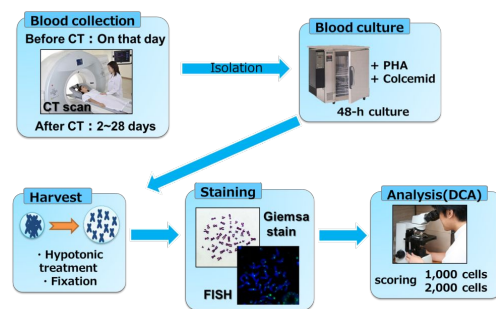 Blood collection
Before CT：On that day
CT scan
After CT：2~28 days
Isolation
Blood culture
+ PHA
+ Colcemid
48-h culture
Harvest
・Hypotonic
treatment
・Fixation
Staining
Giemsa
stain
FISH
Analysis(DCA)
scoring 1,000 cells
2,000 cells